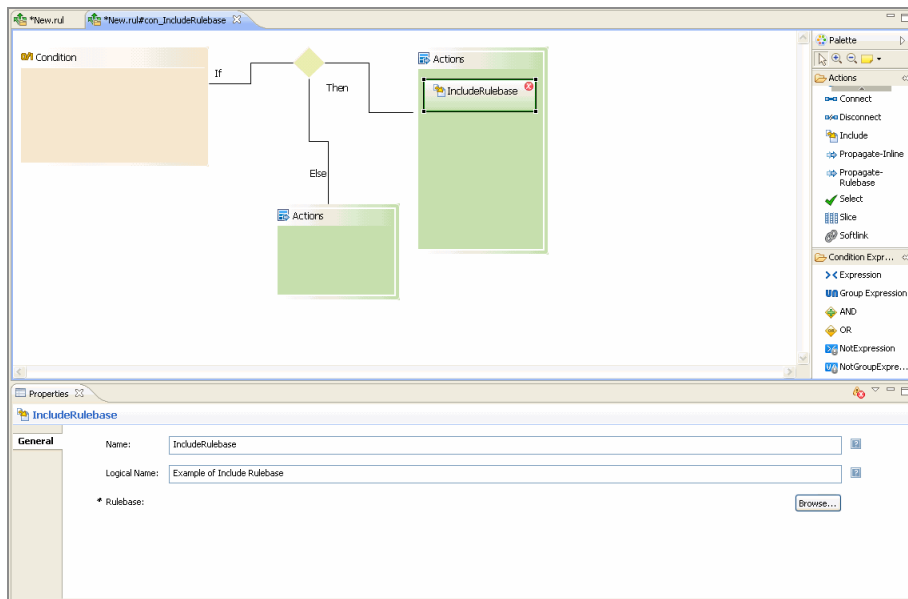 *New.rul
*New.rul#con_IncludeRulebase
Condition
If
Then
Else
Actions
IncludeRulebase
Actions
Palette
Actions
Connect
Disconnect
Include
Propagate-Inline
Propagate-
Rulebase
Select
Slice
Softlink
Condition Expr...
Expression
Group Expression
AND
OR
NotExpression
NotGroupExpre...
Properties
IncludeRulebase
General
Name: IncludeRulebase
Logical Name: Example of Include Rulebase
* Rulebase: Browse...